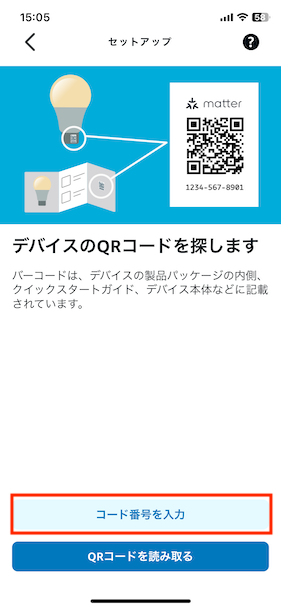 15:05
58
セットアップ
?
matter
1234-567-8901
デバイスのQRコードを探します
バーコードは、デバイスの製品パッケージの内側、
クイックスタートガイド、デバイス本体などに記載
されています。
コード番号を入力
QRコードを読み取る